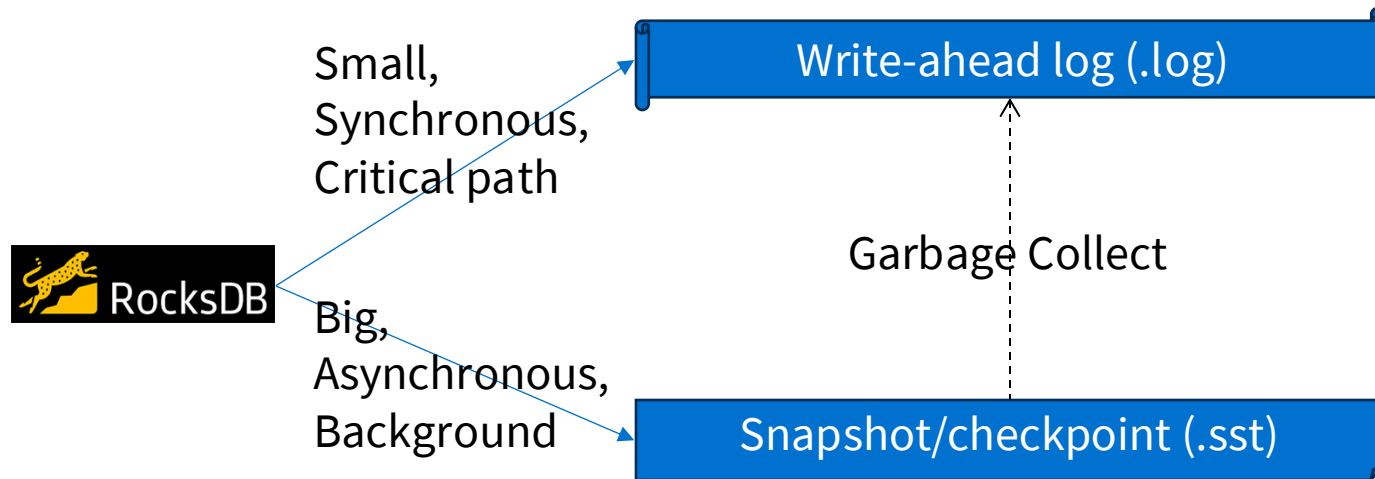 Small,
Synchronous,
Critical path
Write-ahead log (.log)
Garbage Collect
RocksDB
Big,
Asynchronous,
Background
Snapshot/checkpoint (.sst)